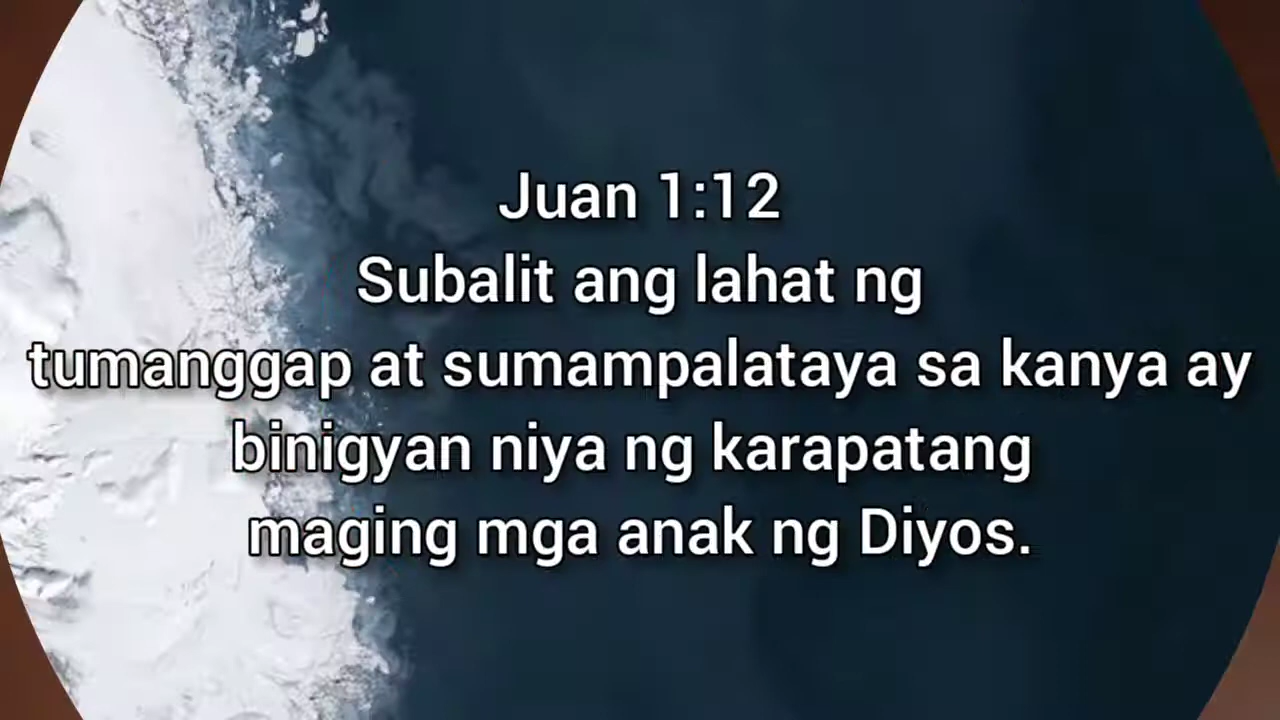 Juan 1:12
Subalit ang lahat ng
tumanggap at sumampalataya sa kanya ay
binigyan niya ng karapatang
maging mga anak ng Diyos.